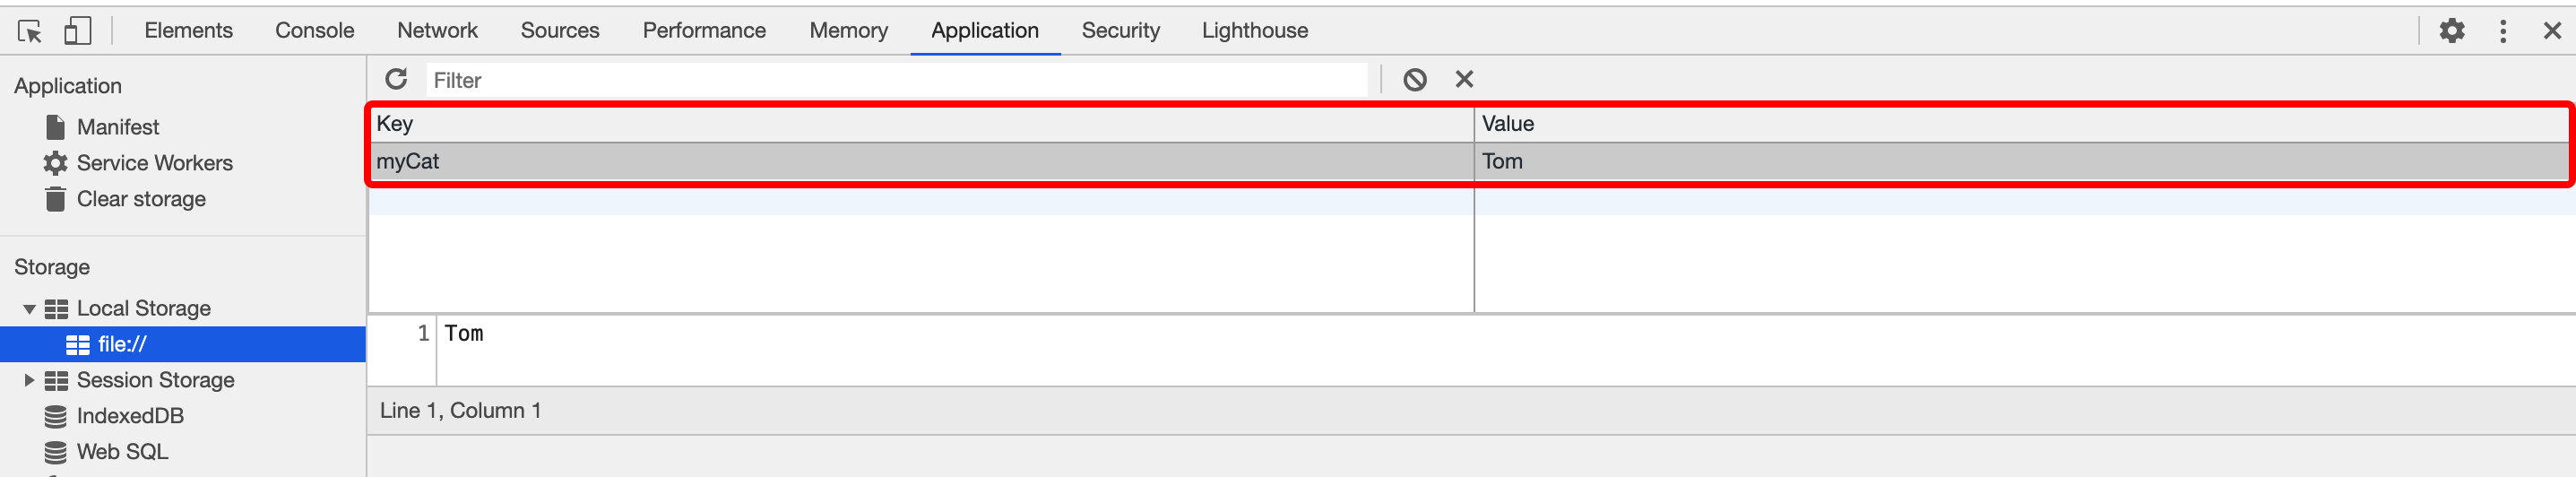 Elements Console Network Sources Performance Memory Application Security Lighthouse
Application
Manifest
Service Workers
Clear storage
Storage
Local Storage
file://
Session Storage
IndexedDB
Web SQL
Filter
Key Value
myCat Tom
1 Tom
Line 1, Column 1